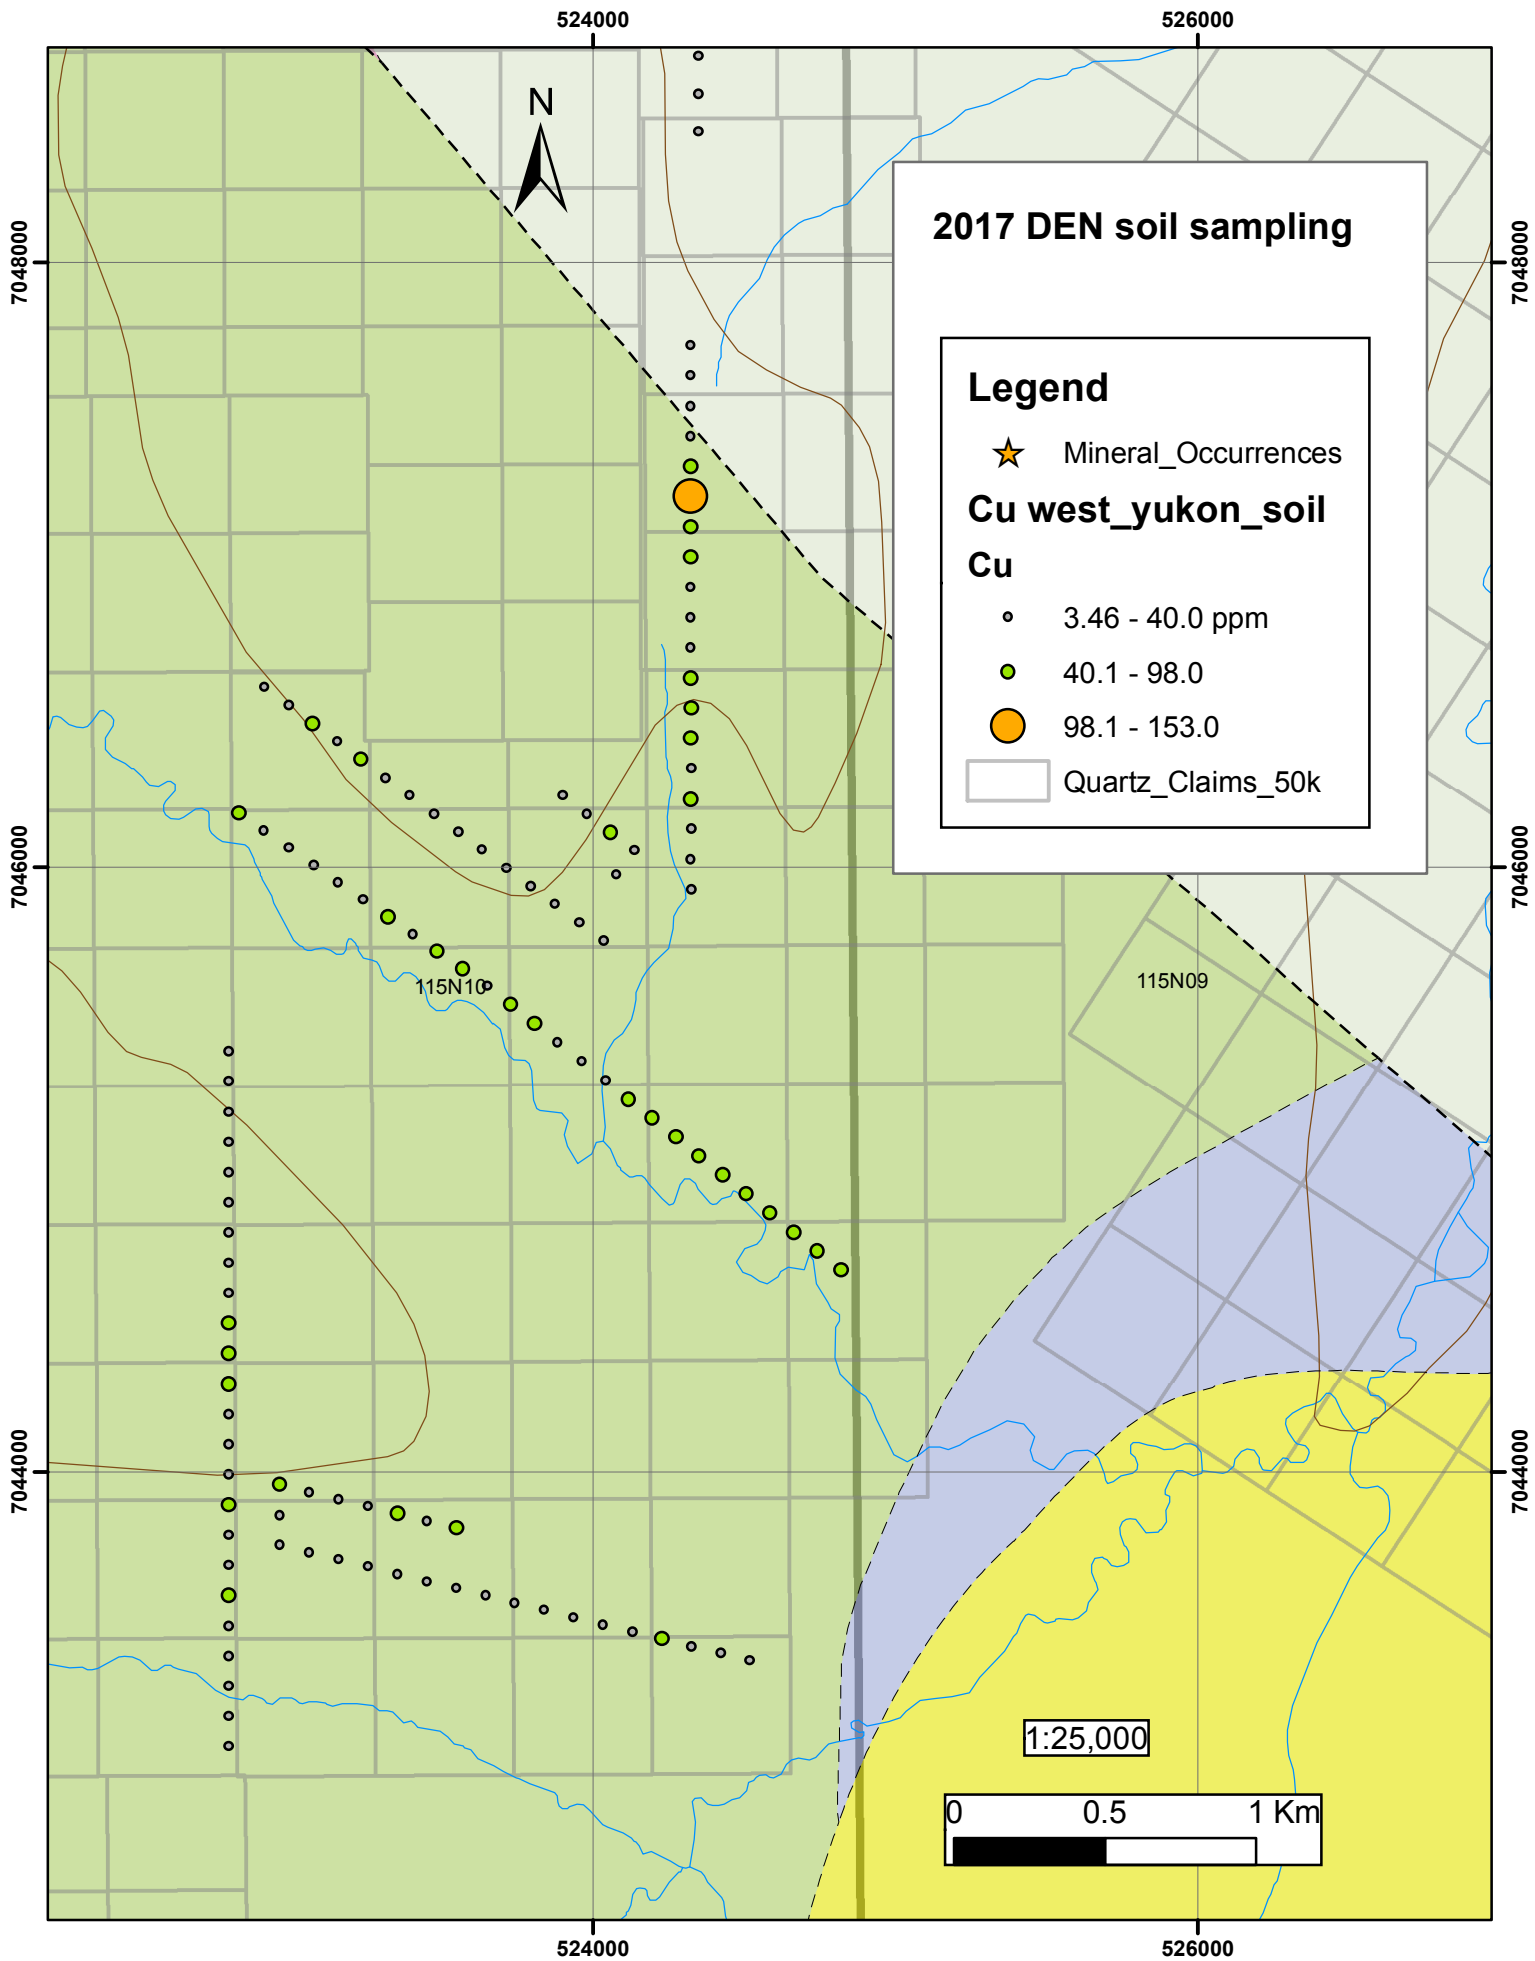 524000
526000
N
2017 DEN soil sampling
7048000
7048000
Legend
Mineral_Occurrences
Cu west_yukon_soil
Cu
3.46 - 40.0 ppm
40.1 - 98.0
98.1 - 153.0
Quartz_Claims_50k
7046000
7046000
115N10
115N09
7044000
7044000
1:25,000
0 0.5 1 Km
524000
526000